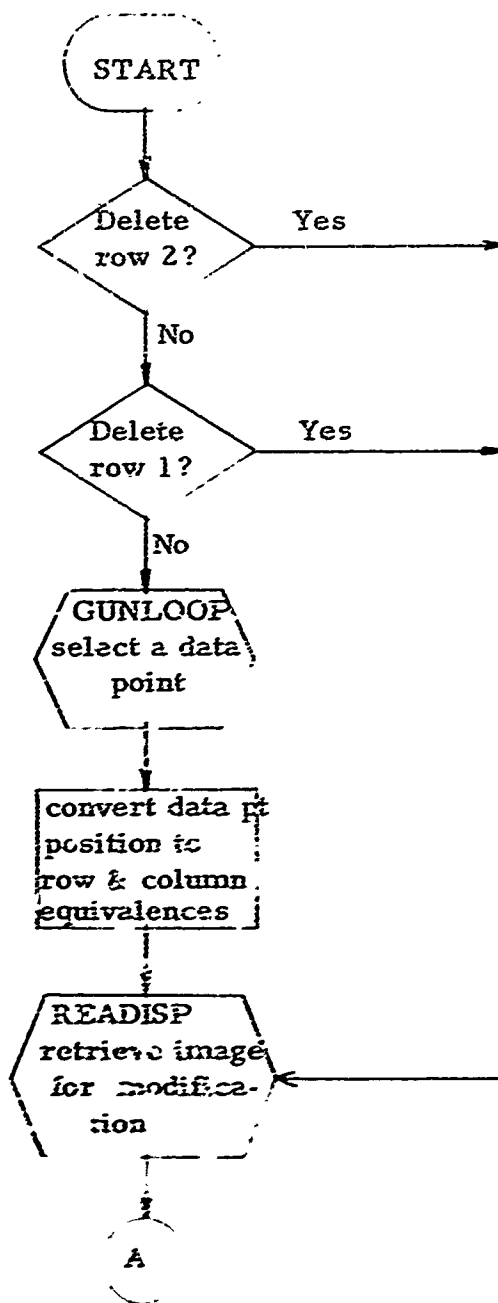 START
Delete
row 2?
Yes
No
Delete
row 1?
Yes
No
GUNLOOP
select a data
point
convert data pt
position to
row & column
equivalences
READISP
retrieve image
for modifica-
tion
A